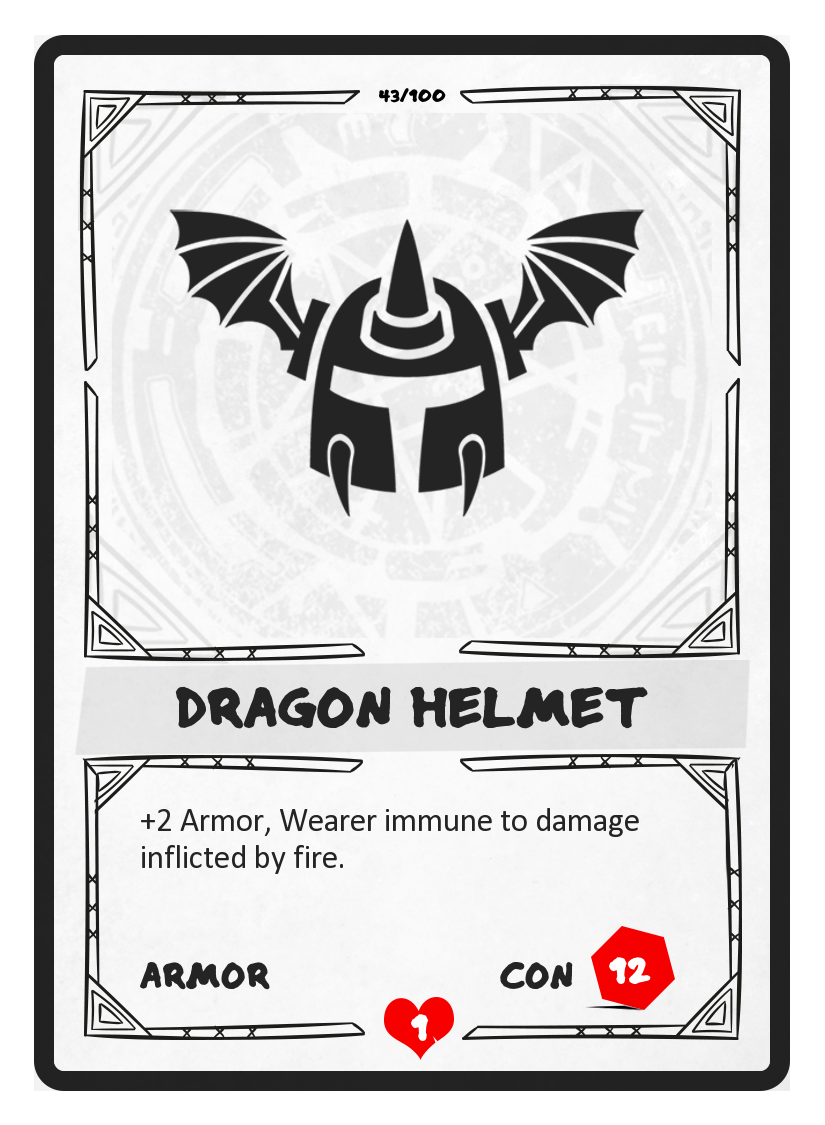 43/100
DRAGON HELMET
+2 Armor, Wearer immune to damage
inflicted by fire.
ARMOR
CON 12
1